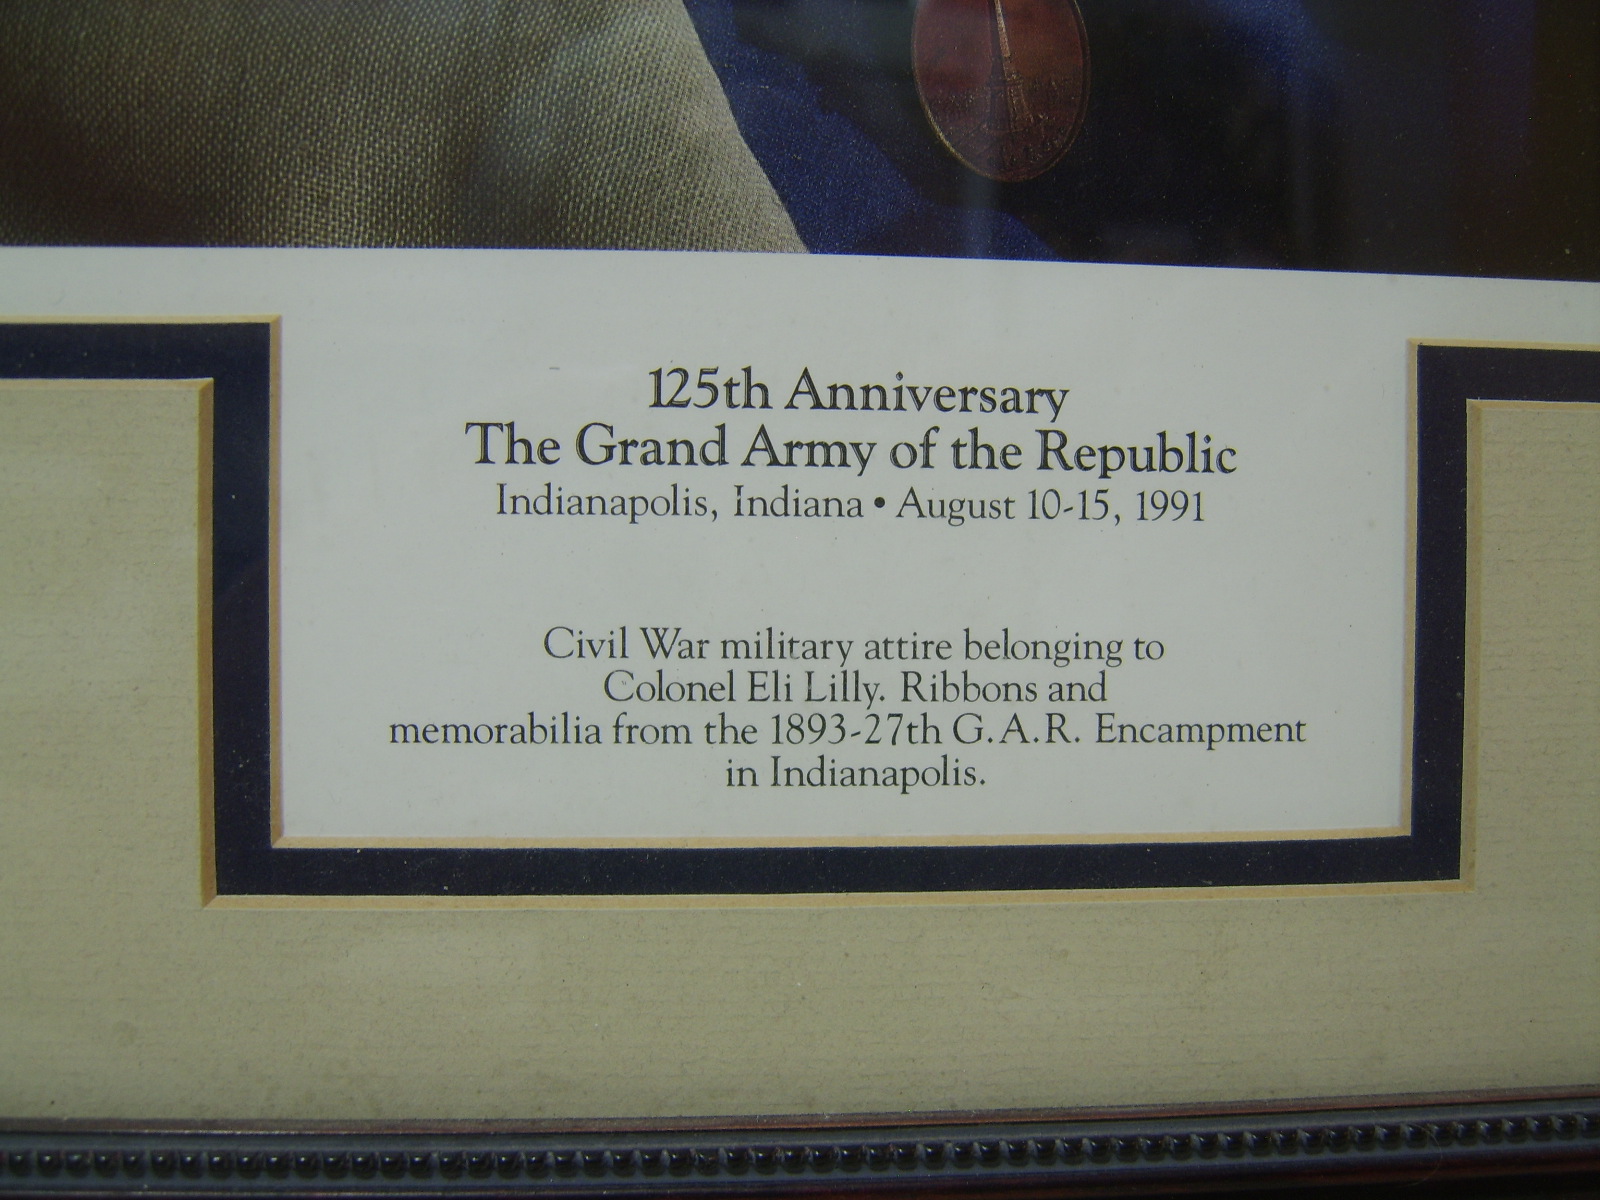 125th Anniversary
The Grand Army of the Republic
Indianapolis, Indiana • August 10-15, 1991
Civil War military attire belonging to
Colonel Eli Lilly. Ribbons and
memorabilia from the 1893-27th G.A.R. Encampment
in Indianapolis.